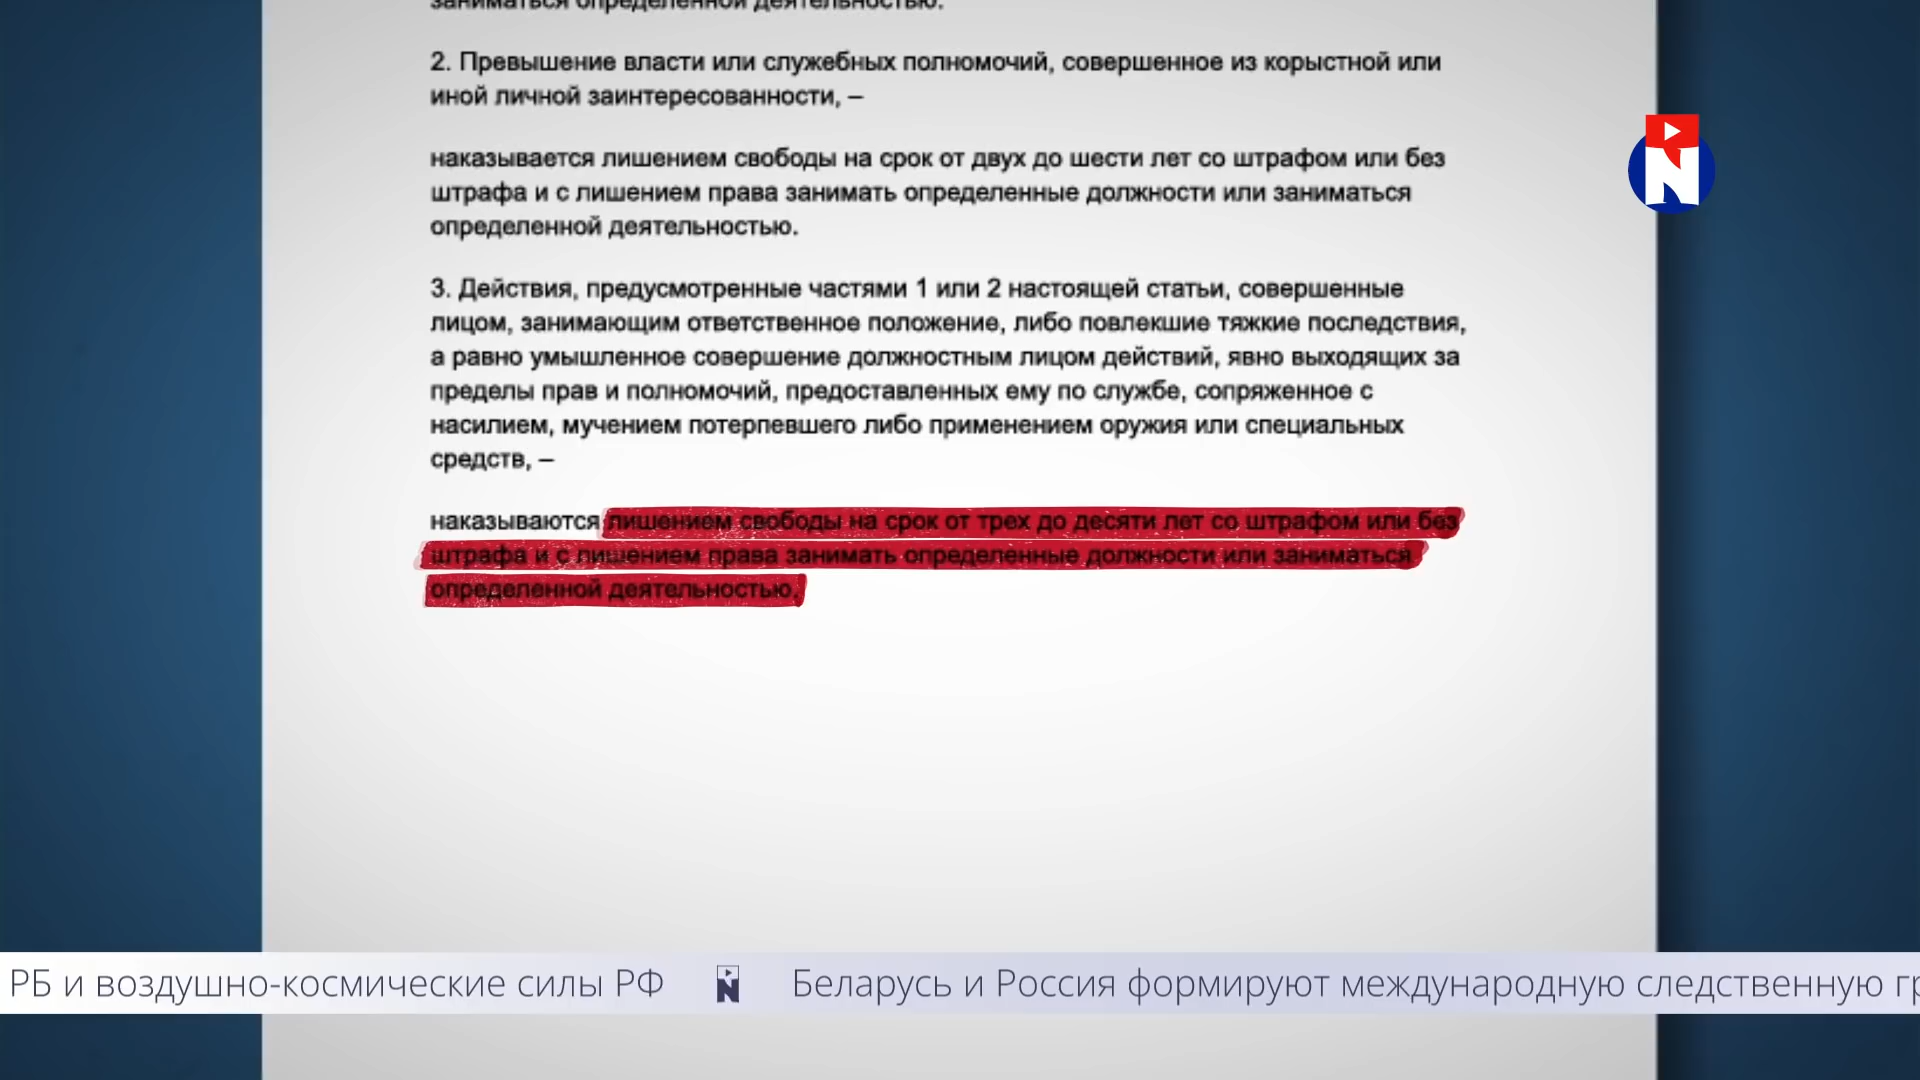 заниматься определенной деятельностью.
2. Превышение власти или служебных полномочий, совершенное из корыстной или
иной личной заинтересованности, –
наказывается лишением свободы на срок от двух до шести лет со штрафом или без
штрафа и с лишением права занимать определенные должности или заниматься
определенной деятельностью.
3. Действия, предусмотренные частями 1 или 2 настоящей статьи, совершенные
лицом, занимающим ответственное положение, либо повлекшие тяжкие последствия,
а равно умышленное совершение должностным лицом действий, явно выходящих за
пределы прав и полномочий, предоставленных ему по службе, сопряженное с
насилием, мучением потерпевшего либо применением оружия или специальных
средств, –
наказываются лишением свободы на срок от трех до десяти лет со штрафом или без
штрафа и с лишением права занимать определенные должности или заниматься
определенной деятельностью.
РБ и воздушно-космические силы РФ N Беларусь и Россия формируют международную следственную гр
N